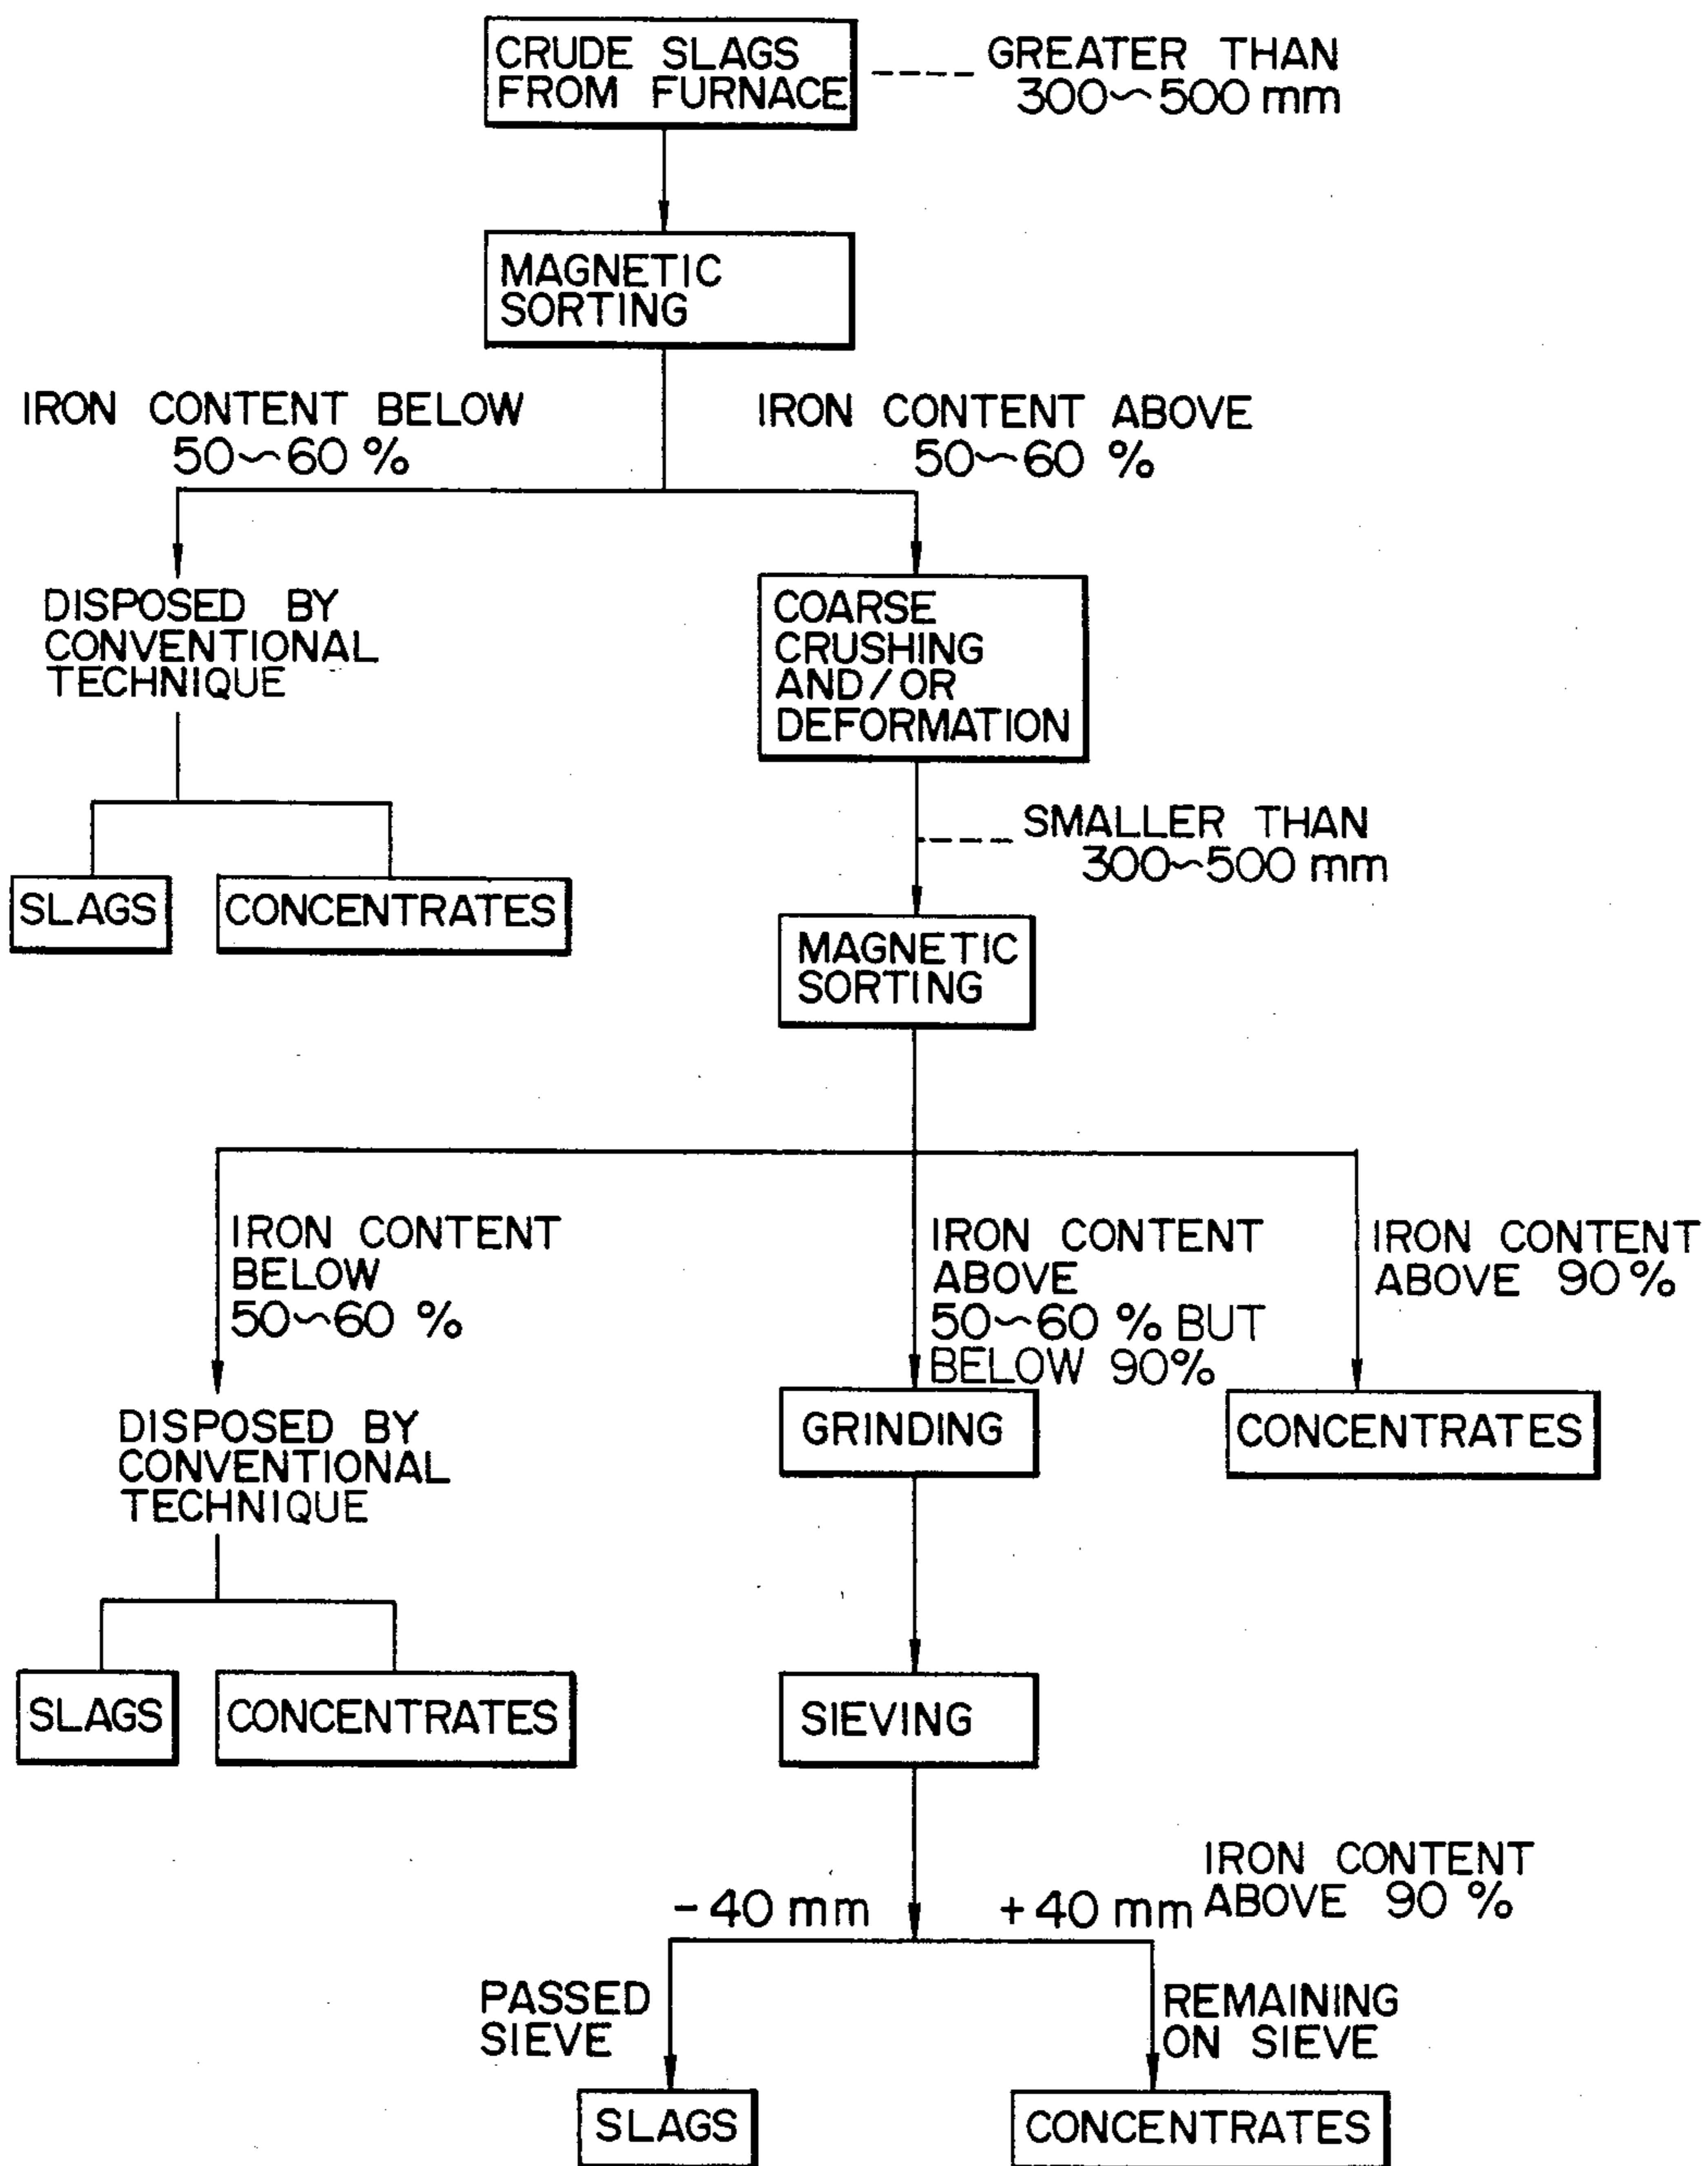 CRUDE SLAGS
FROM FURNACE
GREATER THAN
300~500 mm
MAGNETIC
SORTING
IRON CONTENT BELOW
50~60 %
IRON CONTENT ABOVE
50~60 %
DISPOSED BY
CONVENTIONAL
TECHNIQUE
COARSE
CRUSHING
AND/OR
DEFORMATION
SMALLER THAN
300~500 mm
SLAGS
CONCENTRATES
MAGNETIC
SORTING
IRON CONTENT
BELOW
50~60 %
IRON CONTENT
ABOVE
50~60 % BUT
BELOW 90%
IRON CONTENT
ABOVE 90%
DISPOSED BY
CONVENTIONAL
TECHNIQUE
GRINDING
CONCENTRATES
SLAGS
CONCENTRATES
SIEVING
-40 mm
+40 mm
IRON CONTENT
ABOVE 90 %
PASSED
SIEVE
REMAINING
ON SIEVE
SLAGS
CONCENTRATES